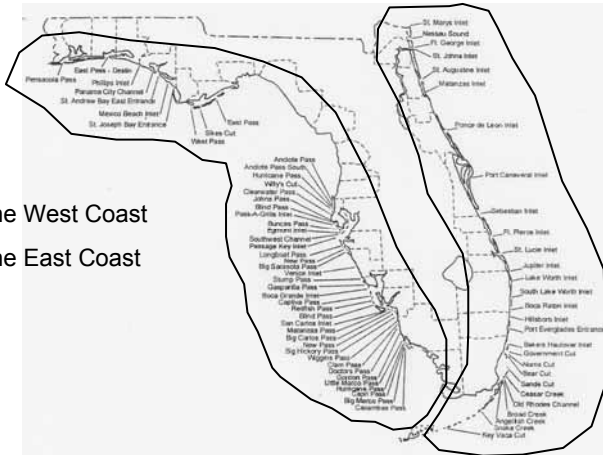 East Pass - Destin
Pensacola Pass
Phillips Inlet
Panama City Channel
St. Andrew Bay East Entrance
Mexico Beach Inlet
St. Joseph Bay Entrance
West Pass
Sikes Cut
East Pass
ne West Coast
ne East Coast
Anclote Pass
Anclote Pass South
Hurricane Pass
Willy's Cut
Clearwater Pass
Johns Pass
Blind Pass
Pass-A-Grille Inlet
Bunces Pass
Egmont Inlet
Southwest Channel
Passage Key Inlet
Longboat Pass
New Pass
Big Sarasota Pass
Venice Inlet
Stump Pass
Gasparilla Pass
Boca Grande Inlet
Captiva Pass
Redfish Pass
Blind Pass
San Carlos Inlet
Matanzas Pass
Big Carlos Pass
New Pass
Big Hickory Pass
Wiggins Pass
Clam Pass
Doctors Pass
Gordon Pass
Little Marco Pass
Hurricane Pass
Capri Pass
Big Marco Pass
Caxambas Pass
St. Marys Inlet
Nassau Sound
Ft. George Inlet
St. Johns Inlet
St. Augustine Inlet
Matanzas Inlet
Ponce de Leon Inlet
Port Canaveral Inlet
Sebastian Inlet
Ft. Pierce Inlet
St. Lucie Inlet
Jupiter Inlet
Lake Worth Inlet
South Lake Worth Inlet
Boca Raton Inlet
Hillsboro Inlet
Port Everglades Entrance
Bakers Haulover Inlet
Government Cut
Norris Cut
Bear Cut
Sands Cut
Ceasar Creek
Old Rhodes Channel
Broad Creek
Angelfish Creek
Snake Creek
Key Vaca Cut